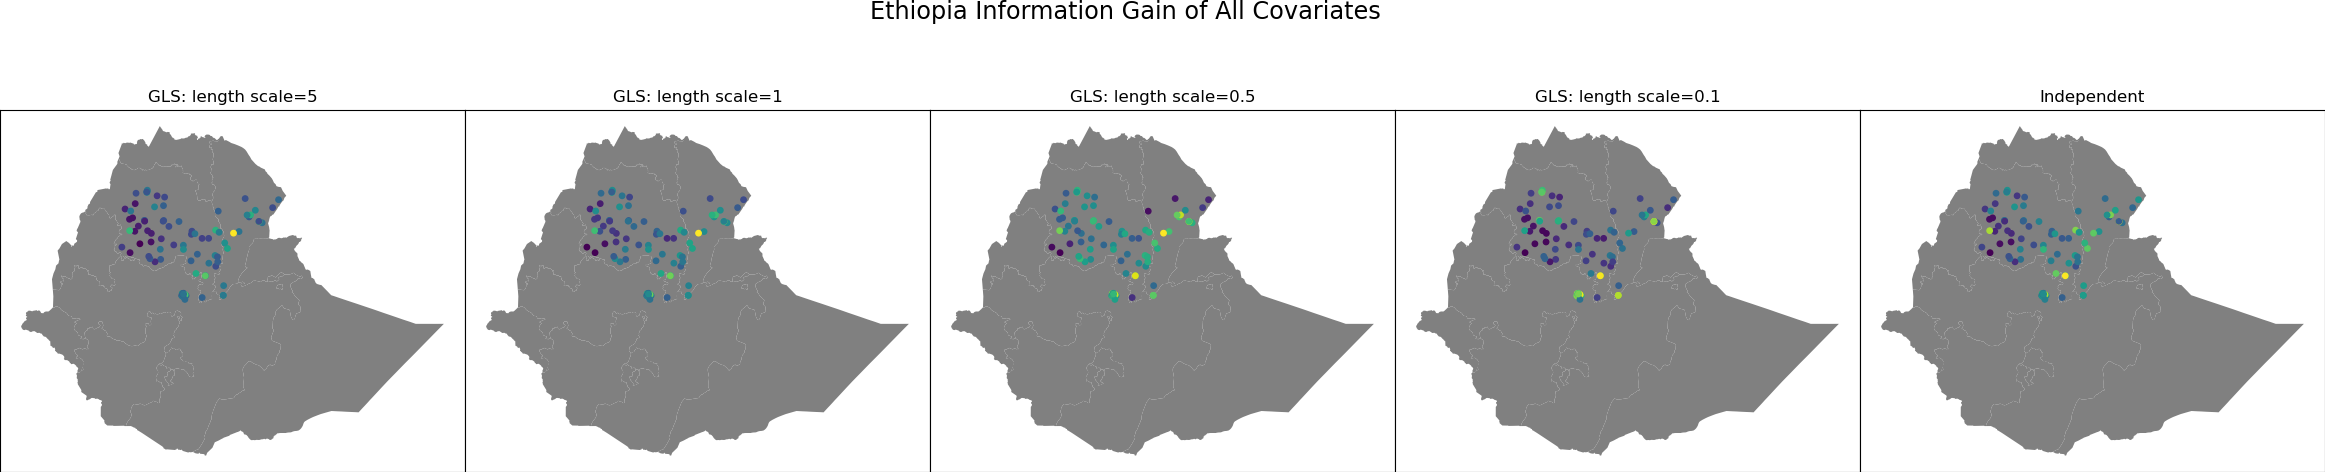 Ethiopia Information Gain of All Covariates
GLS: length scale=5
GLS: length scale=1
GLS: length scale=0.5
GLS: length scale=0.1
Independent